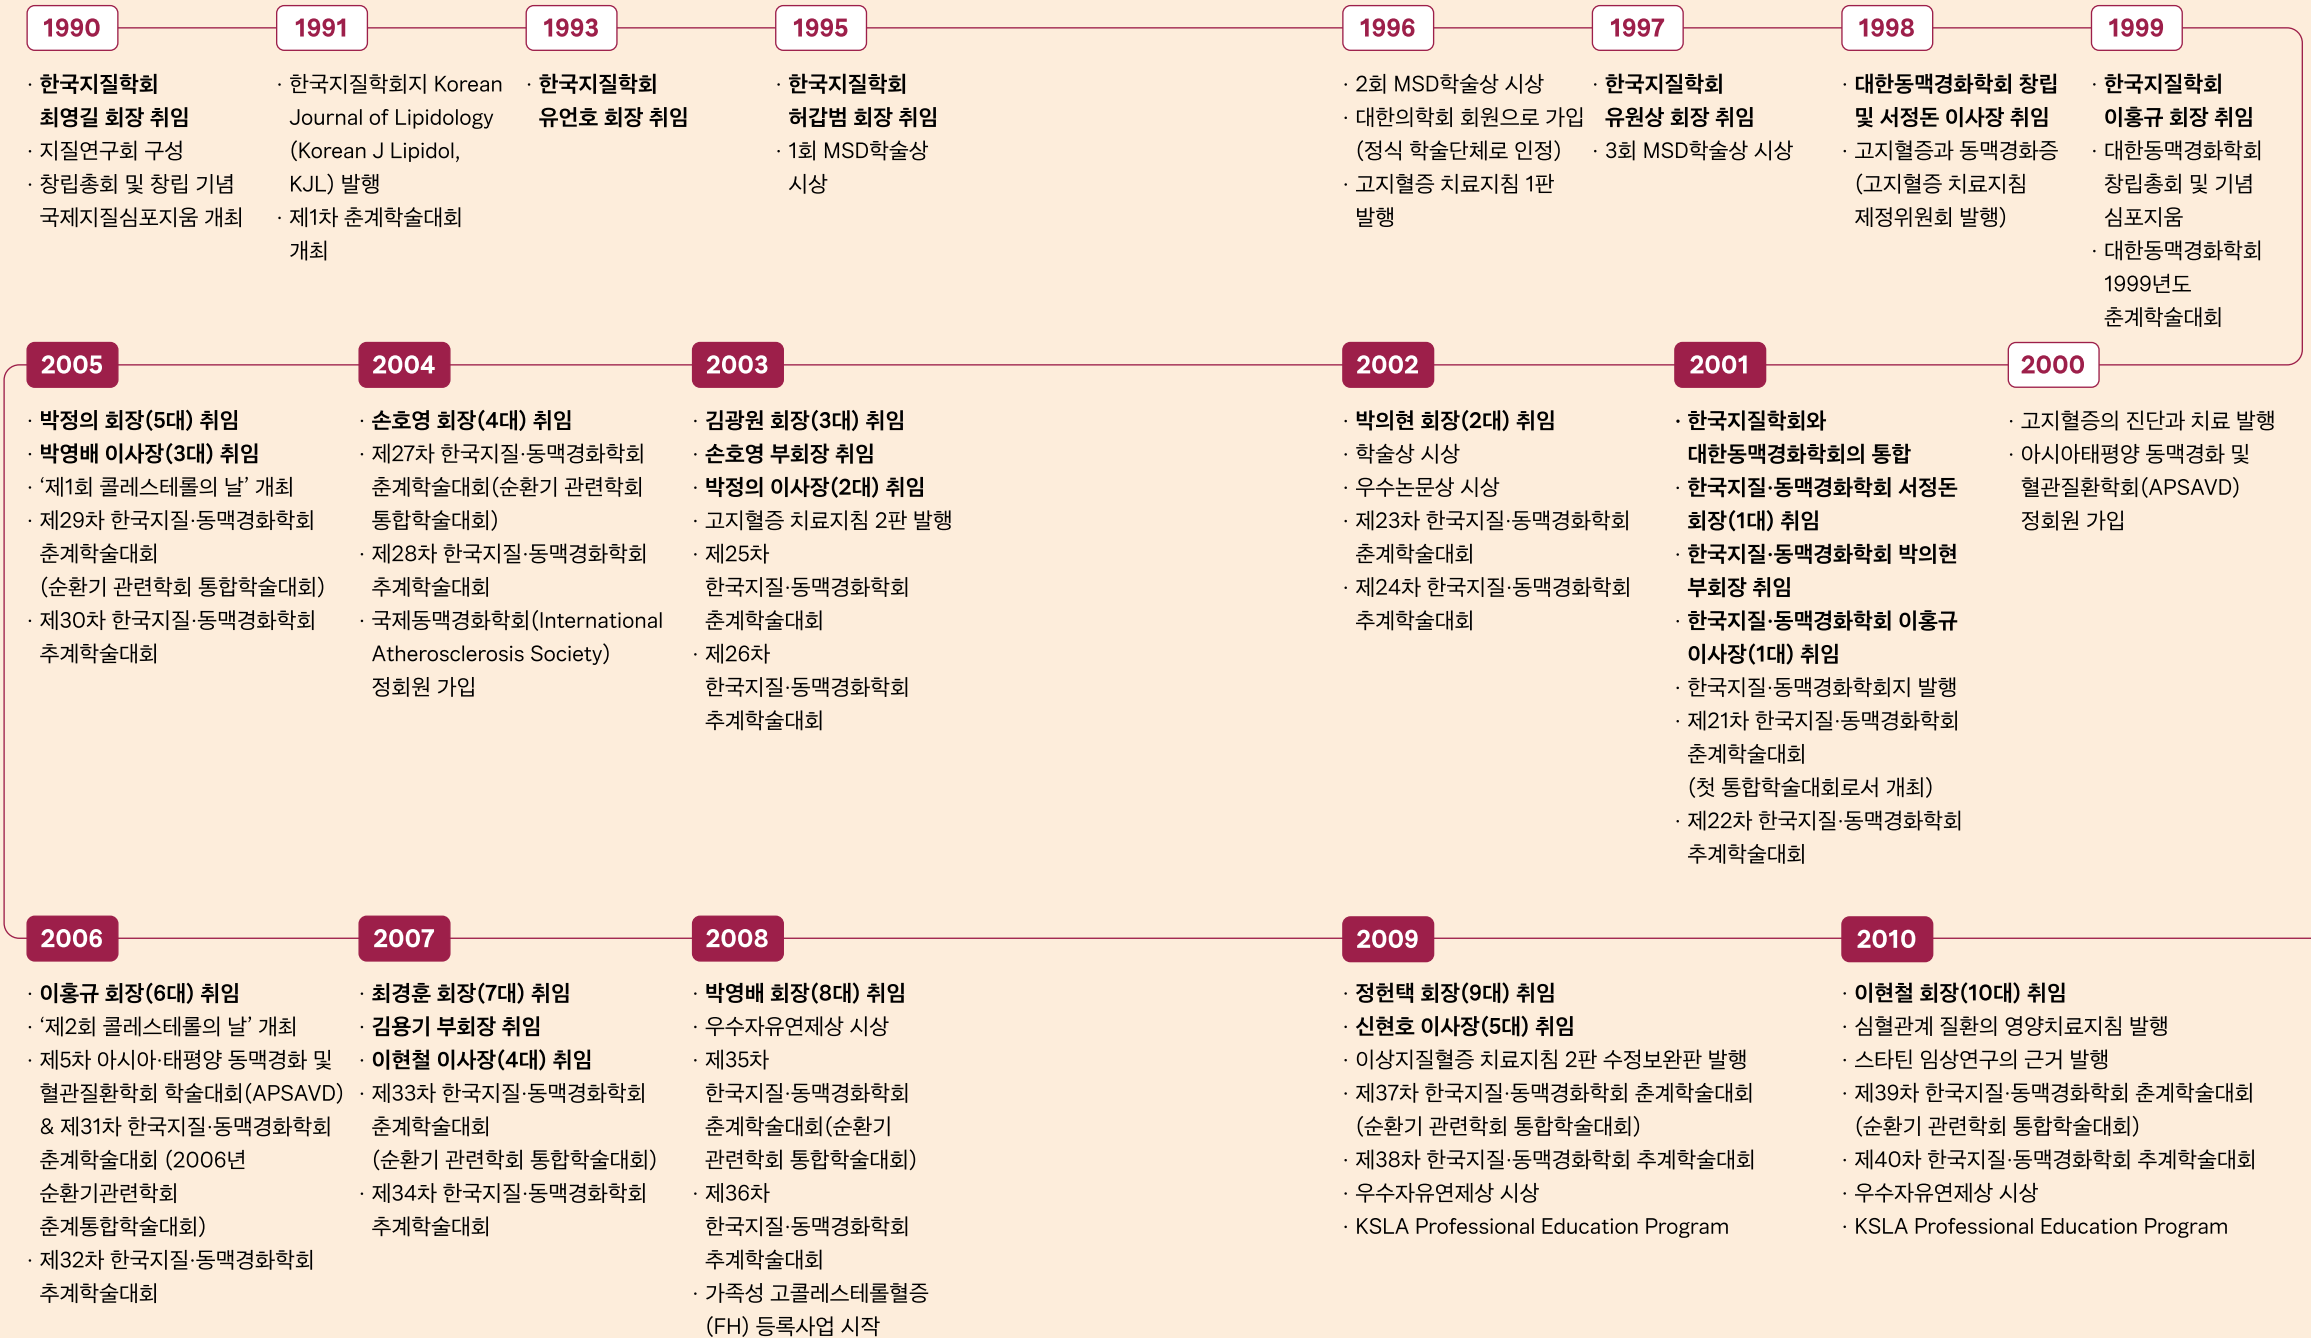 1990
· 한국지질학회
최영길 회장 취임
· 지질연구회 구성
· 창립총회 및 창립 기념
국제지질심포지움 개최
1991
· 한국지질학회지 Korean
Journal of Lipidology
(Korean J Lipidol,
KJL) 발행
· 제1차 춘계학술대회
개최
1993
· 한국지질학회
유언호 회장 취임
1995
· 한국지질학회
허갑범 회장 취임
· 1회 MSD학술상
시상
1996
· 2회 MSD학술상 시상
· 대한의학회 회원으로 가입
(정식 학술단체로 인정)
· 고지혈증 치료지침 1판
발행
1997
· 한국지질학회
유원상 회장 취임
· 3회 MSD학술상 시상
1998
· 대한동맥경화학회 창립
및 서정돈 이사장 취임
· 고지혈증과 동맥경화증
(고지혈증 치료지침
제정위원회 발행)
1999
· 한국지질학회
이홍규 회장 취임
· 대한동맥경화학회
창립총회 및 기념
심포지움
· 대한동맥경화학회
1999년도
춘계학술대회
2000
· 고지혈증의 진단과 치료 발행
· 아시아태평양 동맥경화 및
혈관질환학회(APSAVD)
정회원 가입
2001
· 한국지질학회와
대한동맥경화학회의 통합
· 한국지질·동맥경화학회 서정돈
회장(1대) 취임
· 한국지질·동맥경화학회 박의현
부회장 취임
· 한국지질·동맥경화학회 이홍규
이사장(1대) 취임
· 한국지질·동맥경화학회지 발행
· 제21차 한국지질·동맥경화학회
춘계학술대회
(첫 통합학술대회로서 개최)
· 제22차 한국지질·동맥경화학회
추계학술대회
2002
· 박의현 회장(2대) 취임
· 학술상 시상
· 우수논문상 시상
· 제23차 한국지질·동맥경화학회
춘계학술대회
· 제24차 한국지질·동맥경화학회
추계학술대회
2003
· 김광원 회장(3대) 취임
· 손호영 부회장 취임
· 박정의 이사장(2대) 취임
· 고지혈증 치료지침 2판 발행
· 제25차
한국지질·동맥경화학회
춘계학술대회
· 제26차
한국지질·동맥경화학회
추계학술대회
2004
· 손호영 회장(4대) 취임
· 제27차 한국지질·동맥경화학회
춘계학술대회(순환기 관련학회
통합학술대회)
· 제28차 한국지질·동맥경화학회
추계학술대회
· 국제동맥경화학회(International
Atherosclerosis Society)
정회원 가입
2005
· 박정의 회장(5대) 취임
· 박영배 이사장(3대) 취임
· ‘제1회 콜레스테롤의 날’ 개최
· 제29차 한국지질·동맥경화학회
춘계학술대회
(순환기 관련학회 통합학술대회)
· 제30차 한국지질·동맥경화학회
추계학술대회
2006
· 이홍규 회장(6대) 취임
· ‘제2회 콜레스테롤의 날’ 개최
· 제5차 아시아·태평양 동맥경화 및
혈관질환학회 학술대회(APSAVD)
& 제31차 한국지질·동맥경화학회
춘계학술대회 (2006년
순환기관련학회
춘계통합학술대회)
· 제32차 한국지질·동맥경화학회
추계학술대회
2007
· 최경훈 회장(7대) 취임
· 김용기 부회장 취임
· 이현철 이사장(4대) 취임
· 제33차 한국지질·동맥경화학회
춘계학술대회
(순환기 관련학회 통합학술대회)
· 제34차 한국지질·동맥경화학회
추계학술대회
2008
· 박영배 회장(8대) 취임
· 우수자유연제상 시상
· 제35차
한국지질·동맥경화학회
춘계학술대회(순환기
관련학회 통합학술대회)
· 제36차
한국지질·동맥경화학회
추계학술대회
· 가족성 고콜레스테롤혈증
(FH) 등록사업 시작
2009
· 정헌택 회장(9대) 취임
· 신현호 이사장(5대) 취임
· 이상지질혈증 치료지침 2판 수정보완판 발행
· 제37차 한국지질·동맥경화학회 춘계학술대회
(순환기 관련학회 통합학술대회)
· 제38차 한국지질·동맥경화학회 추계학술대회
· 우수자유연제상 시상
· KSLA Professional Education Program
2010
· 이현철 회장(10대) 취임
· 심혈관계 질환의 영양치료지침 발행
· 스타틴 임상연구의 근거 발행
· 제39차 한국지질·동맥경화학회 춘계학술대회
(순환기 관련학회 통합학술대회)
· 제40차 한국지질·동맥경화학회 추계학술대회
· 우수자유연제상 시상
· KSLA Professional Education Program